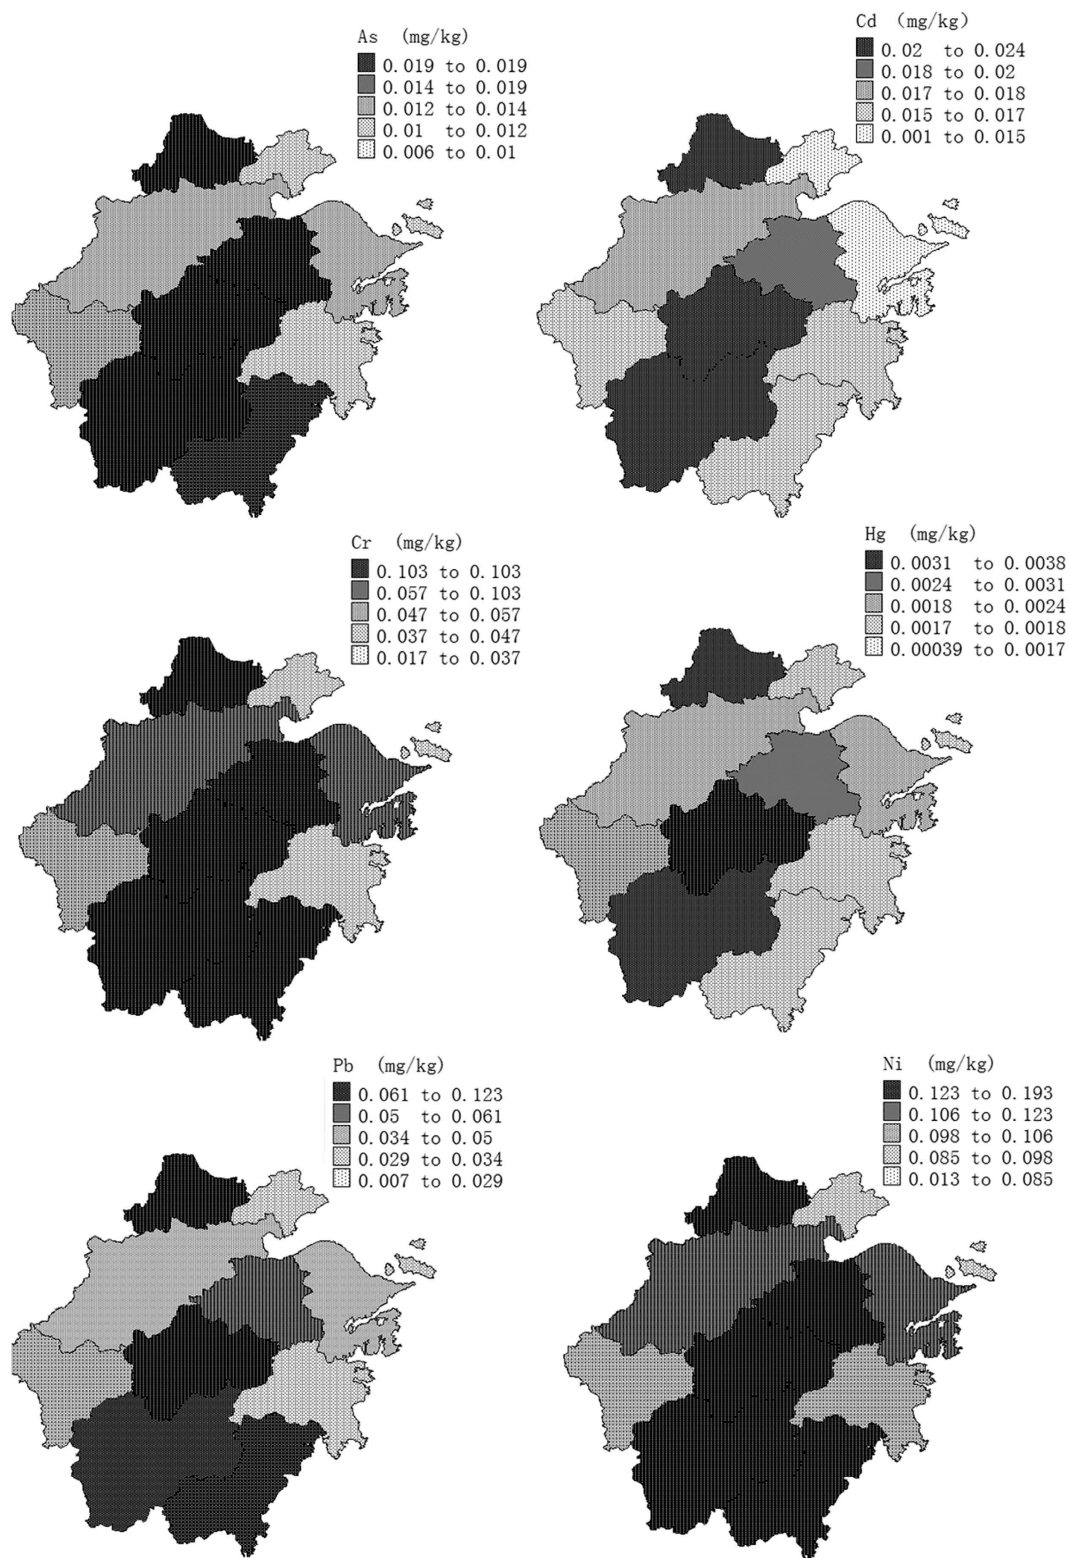 As (mg/kg)
0.019 to 0.019
0.014 to 0.019
0.012 to 0.014
0.01 to 0.012
0.006 to 0.01
Cd (mg/kg)
0.02 to 0.024
0.018 to 0.02
0.017 to 0.018
0.015 to 0.017
0.001 to 0.015
Cr (mg/kg)
0.103 to 0.103
0.057 to 0.103
0.047 to 0.057
0.037 to 0.047
0.017 to 0.037
Hg (mg/kg)
0.0031 to 0.0038
0.0024 to 0.0031
0.0018 to 0.0024
0.0017 to 0.0018
0.00039 to 0.0017
Pb (mg/kg)
0.061 to 0.123
0.05 to 0.061
0.034 to 0.05
0.029 to 0.034
0.007 to 0.029
Ni (mg/kg)
0.123 to 0.193
0.106 to 0.123
0.098 to 0.106
0.085 to 0.098
0.013 to 0.085